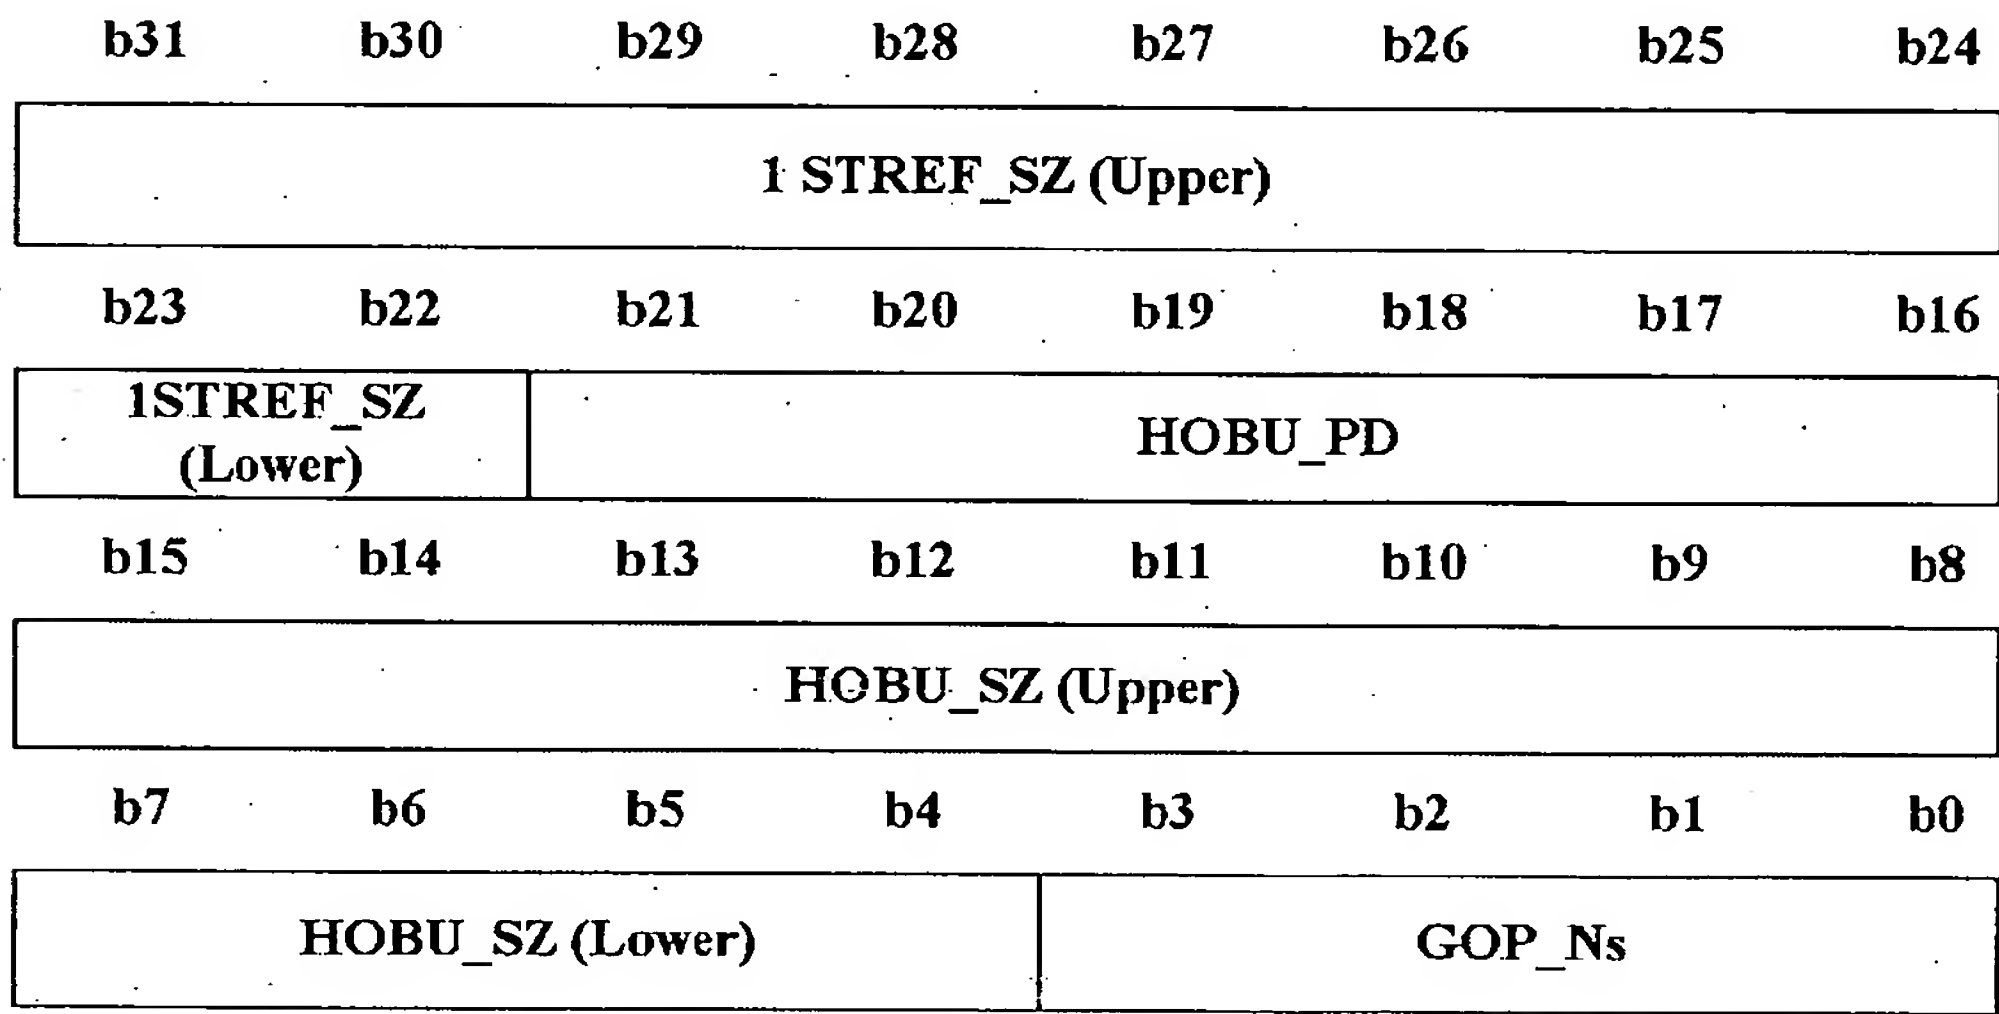 b31 b30 b29 b28 b27 b26 b25 b24
1 STREF_SZ (Upper)
b23 b22 b21 b20 b19 b18 b17 b16
1STREF_SZ
(Lower)
HOBU_PD
b15 b14 b13 b12 b11 b10 b9 b8
HOBU_SZ (Upper)
b7 b6 b5 b4 b3 b2 b1 b0
HOBU_SZ (Lower) GOP_Ns